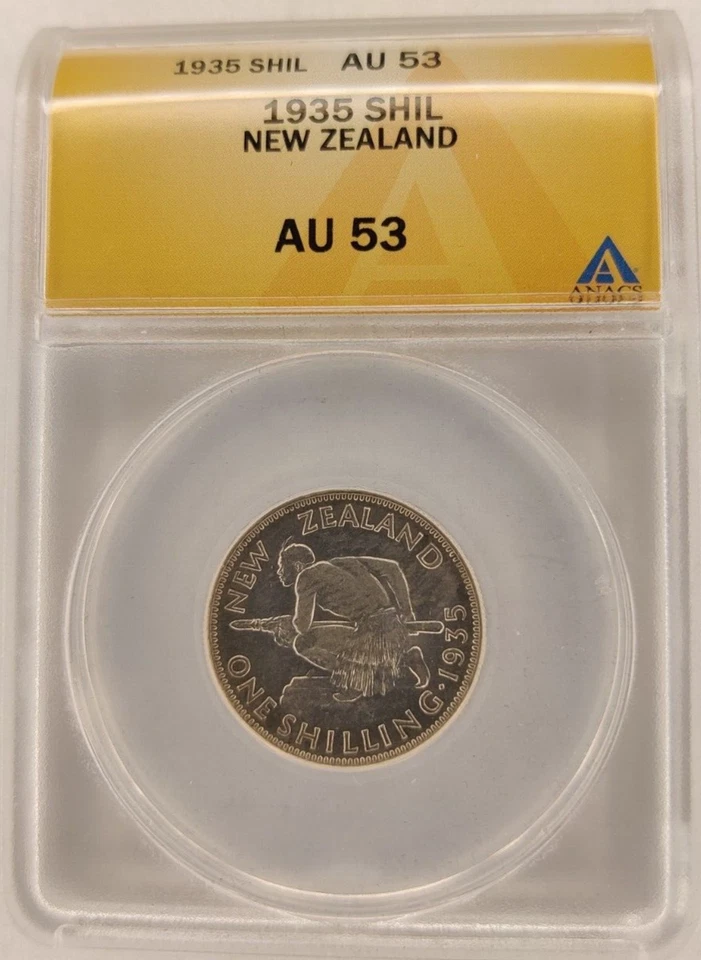 1935 SHIL AU 53
1935 SHIL
NEW ZEALAND
AU 53
ANACS
NEW ZEALAND
ONE SHILLING·1935